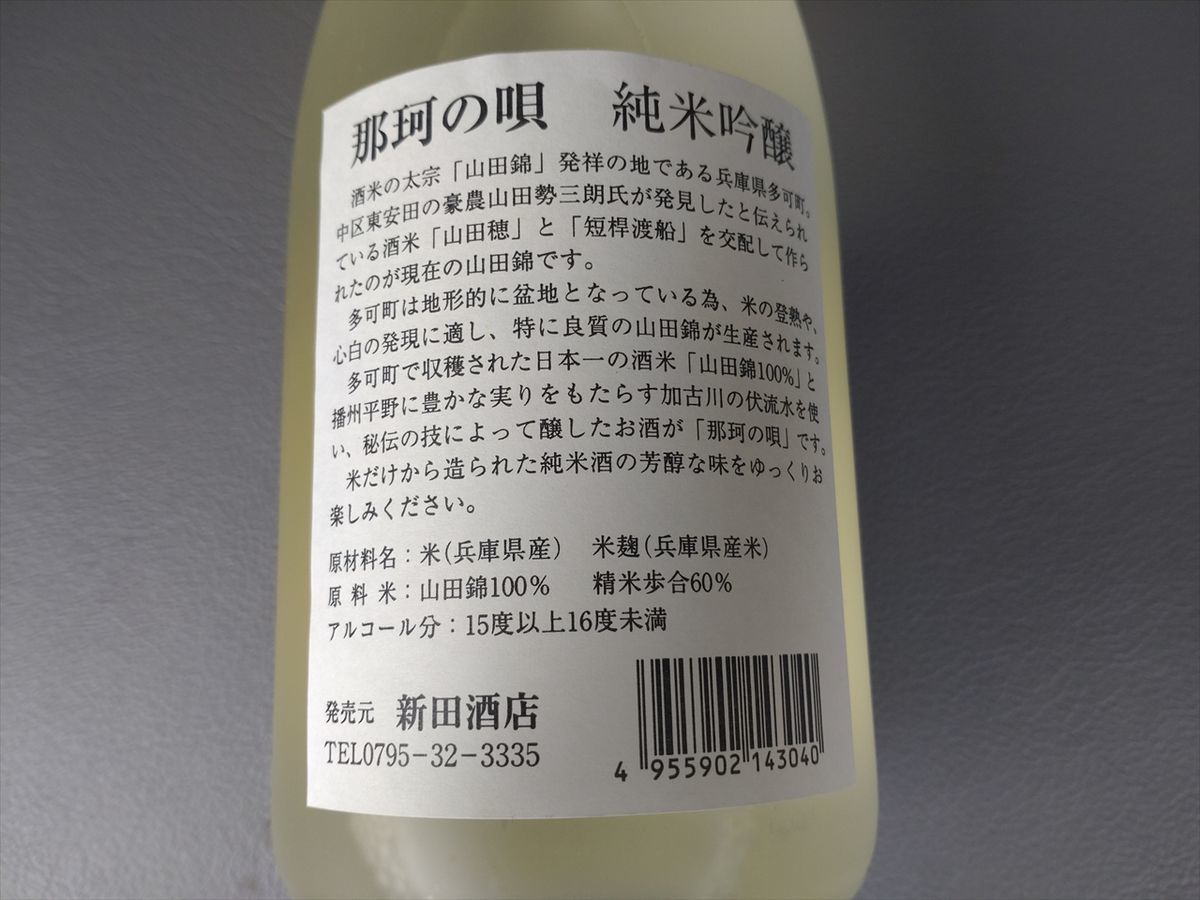 那珂の唄　純米吟醸
酒米の太宗「山田錦」発祥の地である兵庫県多可町。
中区東安田の豪農山田勢三朗氏が発見したと伝えられ
ている酒米「山田穂」と「短桿渡船」を交配して作ら
れたのが現在の山田錦です。
多可町は地形的に盆地となっている為、米の登熟や、
心白の発現に適し、特に良質の山田錦が生産されます。
多可町で収穫された日本一の酒米「山田錦100%」と
播州平野に豊かな実りをもたらす加古川の伏流水を使
い、秘伝の技によって醸したお酒が「那珂の唄」です。
米だけから造られた純米酒の芳醇な味をゆっくりお
楽しみください。
原材料名：米(兵庫県産)　米麹(兵庫県産米)
原 料 米：山田錦100%　精米歩合60%
アルコール分：15度以上16度未満
発売元　新田酒店
TEL0795-32-3335
4 955902 143040